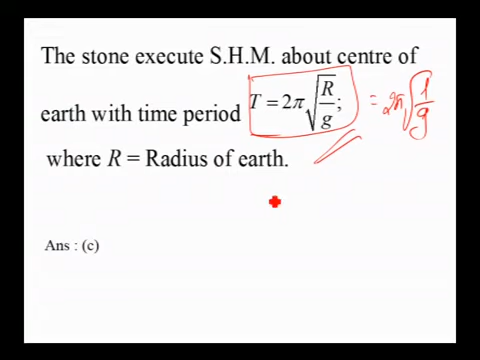 The stone execute S.H.M. about centre of
earth with time period T = 2π√(R/g); = 2π√(1/g)
where R = Radius of earth.
Ans : (c)